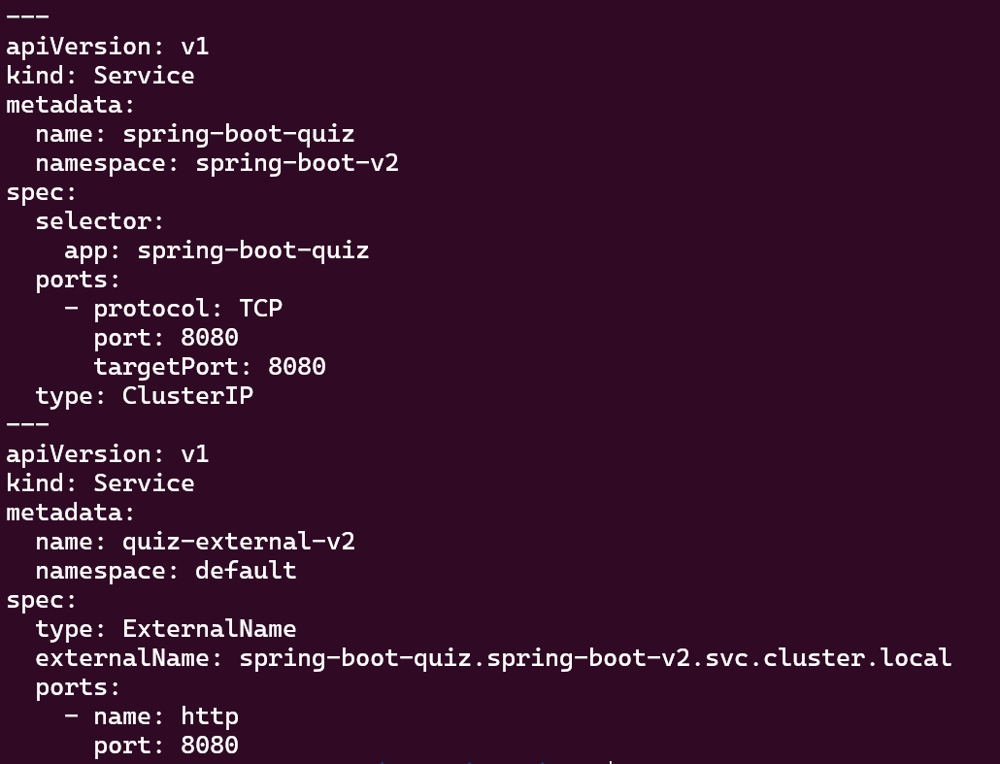 ---
apiVersion: v1
kind: Service
metadata:
  name: spring-boot-quiz
  namespace: spring-boot-v2
spec:
  selector:
    app: spring-boot-quiz
  ports:
    - protocol: TCP
      port: 8080
      targetPort: 8080
  type: ClusterIP
---
apiVersion: v1
kind: Service
metadata:
  name: quiz-external-v2
  namespace: default
spec:
  type: ExternalName
  externalName: spring-boot-quiz.spring-boot-v2.svc.cluster.local
  ports:
    - name: http
      port: 8080